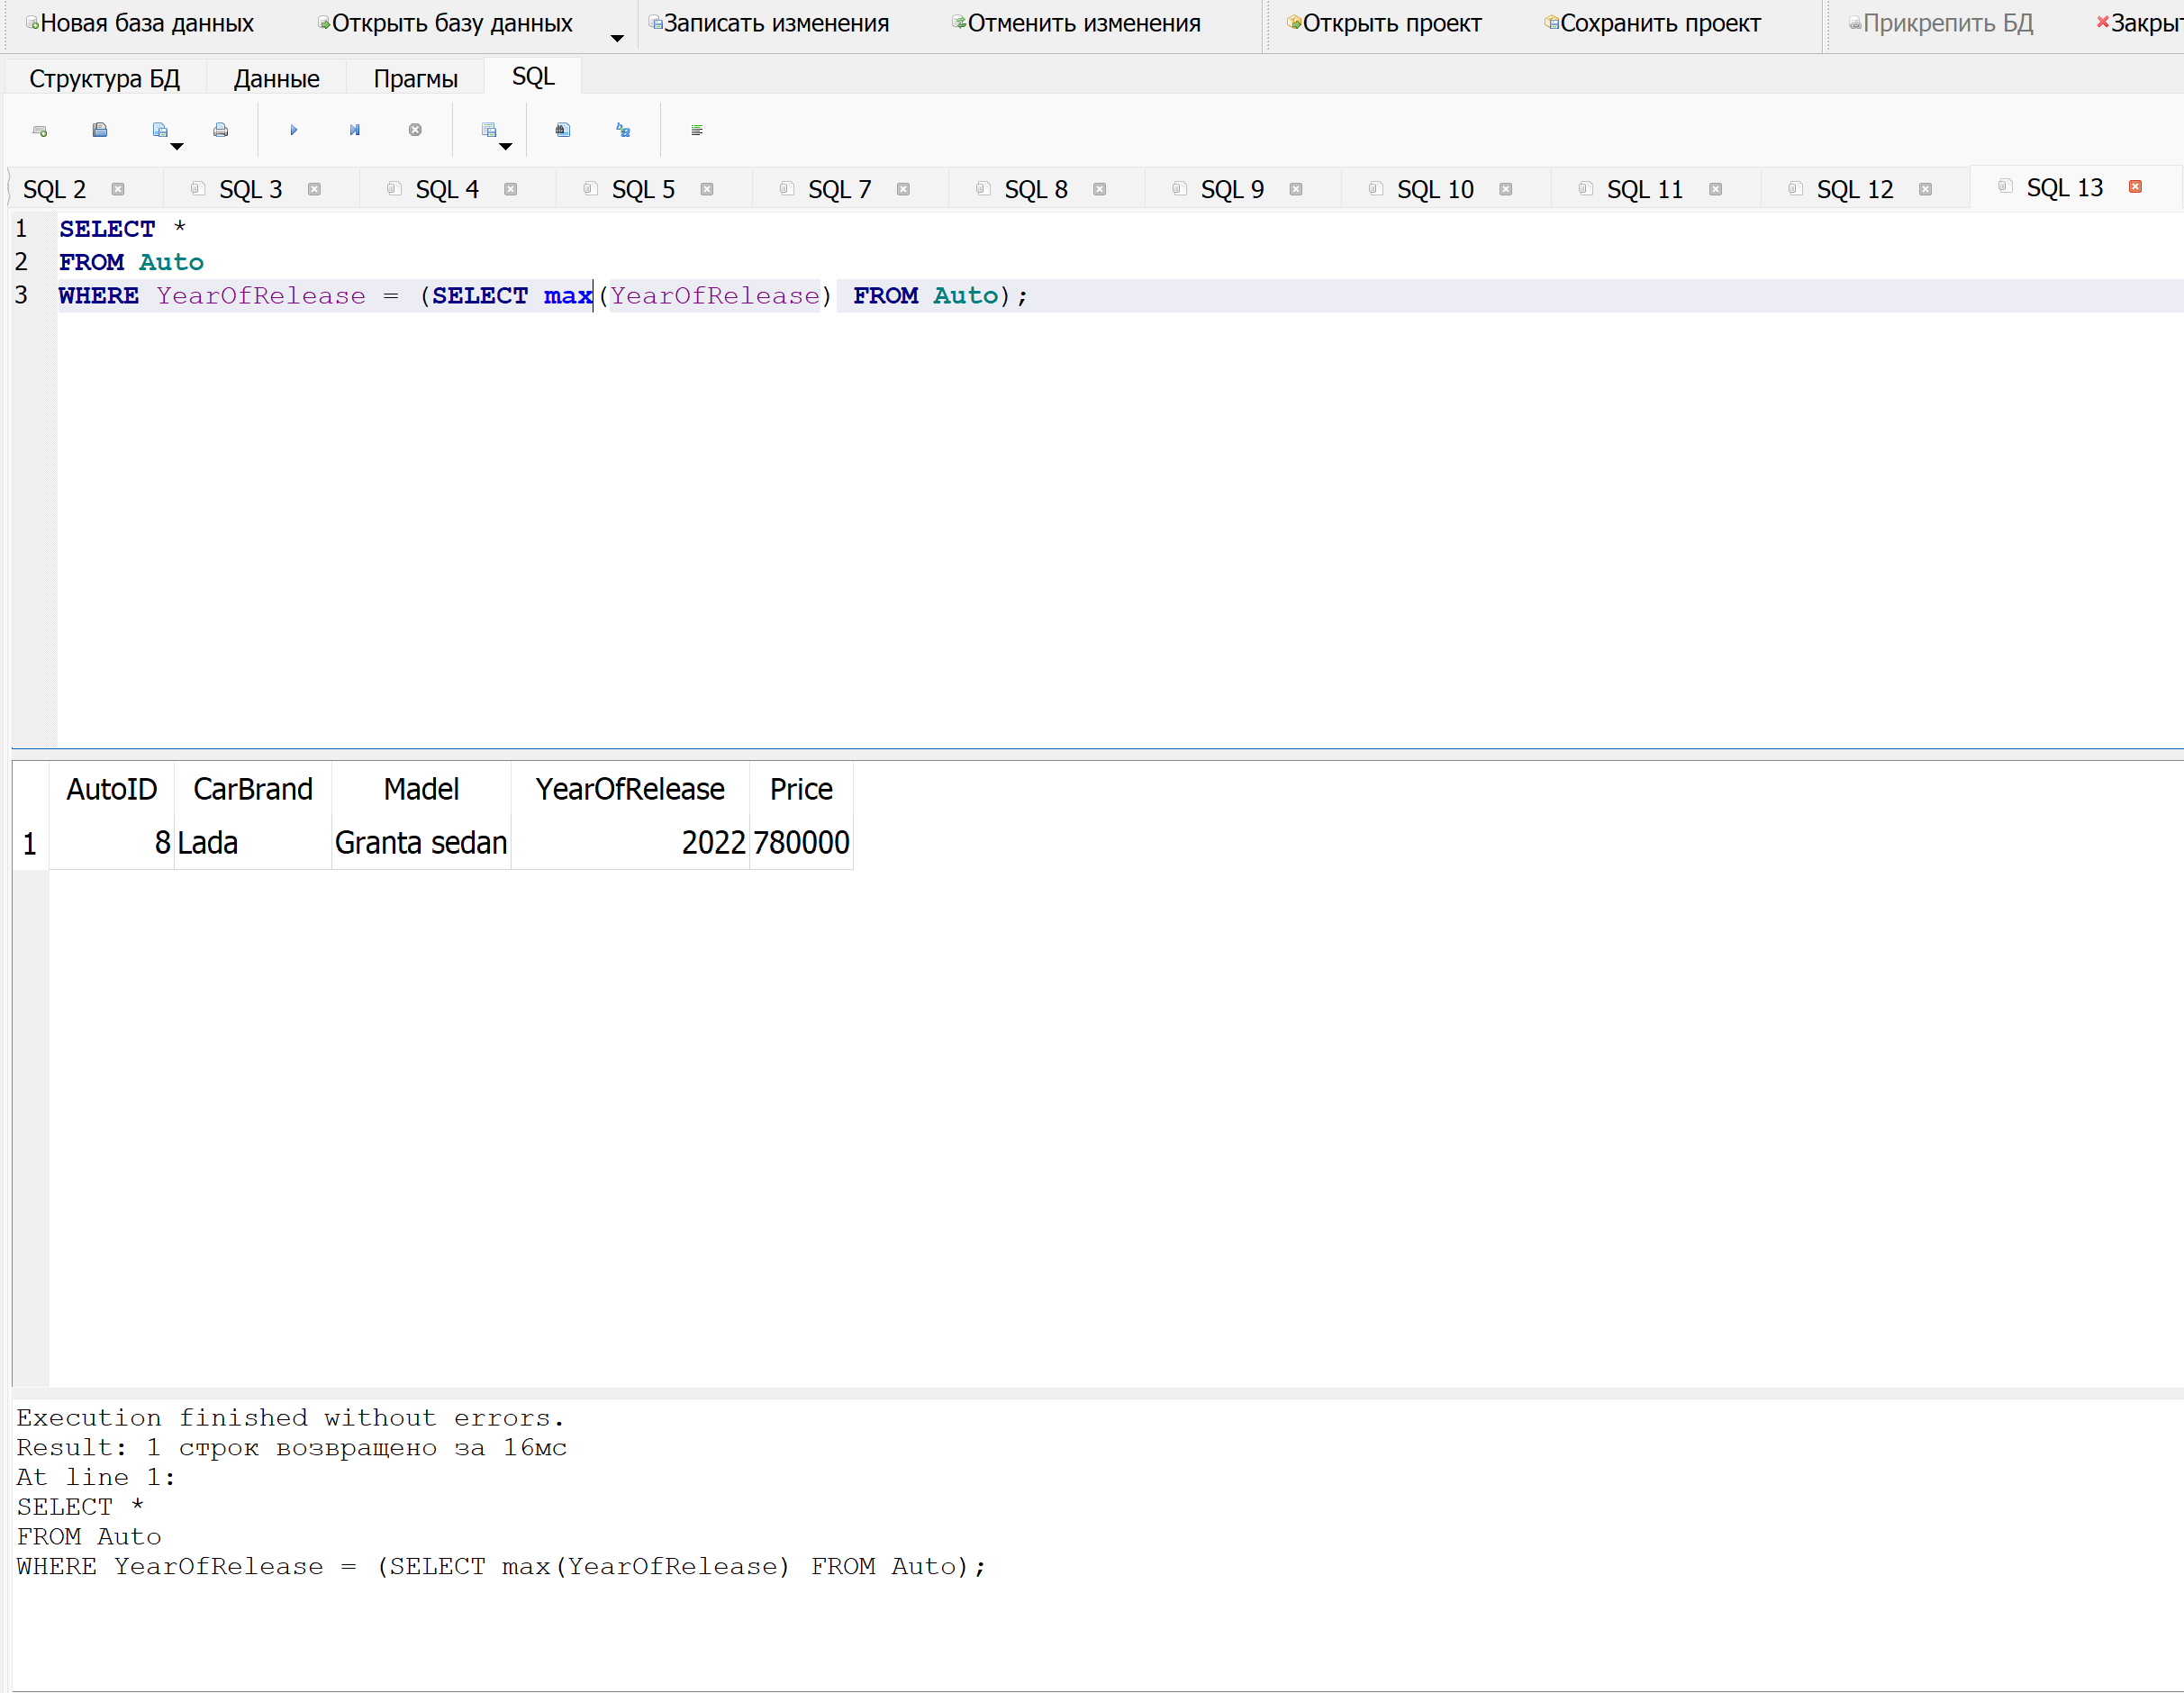 Новая база данных Открыть базу данных Записать изменения Отменить изменения Открыть проект Сохранить проект Прикрепить БД
Структура БД Данные Прагмы SQL
SQL 2 SQL 3 SQL 4 SQL 5 SQL 7 SQL 8 SQL 9 SQL 10 SQL 11 SQL 12 SQL 13
1 SELECT *
2 FROM Auto
3 WHERE YearOfRelease = (SELECT max(YearOfRelease) FROM Auto);
AutoID CarBrand Madel YearOfRelease Price
1 8 Lada Granta sedan 2022 780000
Execution finished without errors.
Result: 1 строк возвращено за 16мс
At line 1:
SELECT *
FROM Auto
WHERE YearOfRelease = (SELECT max(YearOfRelease) FROM Auto);